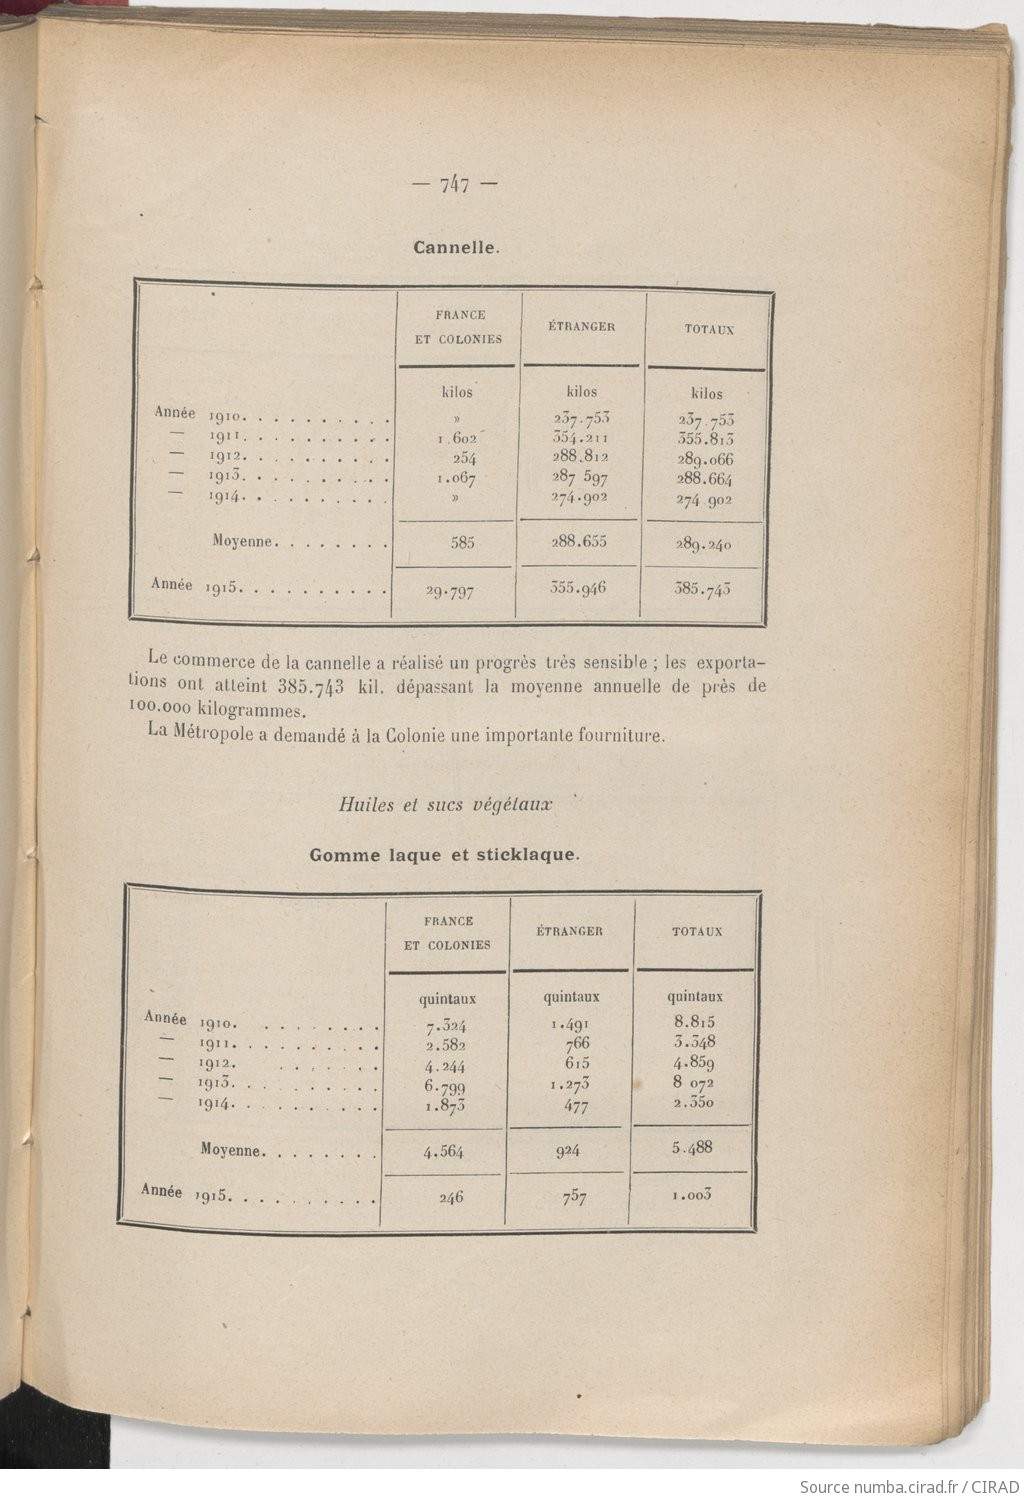 — 747 —
Cannelle.
FRANCE ET COLONIES ÉTRANGER TOTAUX
kilos kilos kilos
Année 1910. . . . . . . . . . » 237.753 237.753
— 1911. . . . . . . . . . 1.602 354.211 355.813
— 1912. . . . . . . . . . 254 288.812 289.066
— 1913. . . . . . . . . . 1.067 287 597 288.664
— 1914. . . . . . . . . . » 274.902 274 902
Moyenne. . . . . . . . 585 288.655 289.240
Année 1915. . . . . . . . . . 29.797 355.946 385.743
Le commerce de la cannelle a réalisé un progrès très sensible ; les exporta-
tions ont atteint 385.743 kil. dépassant la moyenne annuelle de près de
100.000 kilogrammes.
La Métropole a demandé à la Colonie une importante fourniture.
Huiles et sucs végétaux
Gomme laque et sticklaque.
FRANCE ET COLONIES ÉTRANGER TOTAUX
quintaux quintaux quintaux
Année 1910. . . . . . . . . 7.324 1.491 8.815
— 1911. . . . . . . . . . 2.582 766 3.348
— 1912. . . . . . . . 4.244 615 4.859
— 1913. . . . . . . . . . 6.799 1.273 8 072
— 1914. . . . . . . . . . 1.873 477 2.350
Moyenne. . . . . . . . 4.564 924 5.488
Année 1915. . . . . . . . . . 246 757 1.003
Source numba.cirad.fr / CIRAD